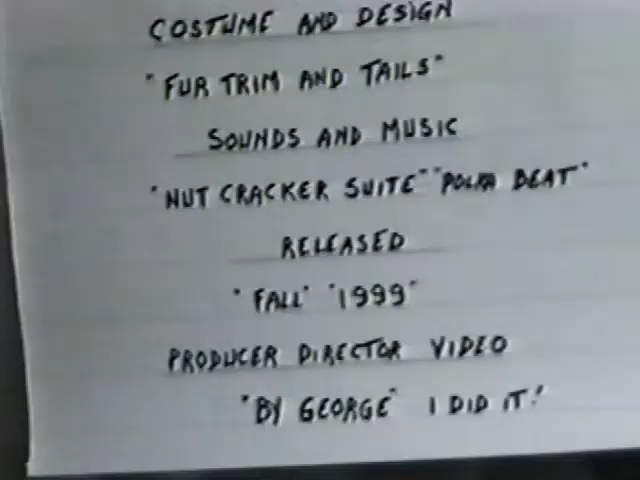 COSTUME AND DESIGN
"FUR TRIM AND TAILS"
SOUNDS AND MUSIC
"NUT CRACKER SUITE" "POLKA BEAT"
RELEASED
"FALL" "1999"
PRODUCER DIRECTOR VIDEO
"BY GEORGE" I DID IT!